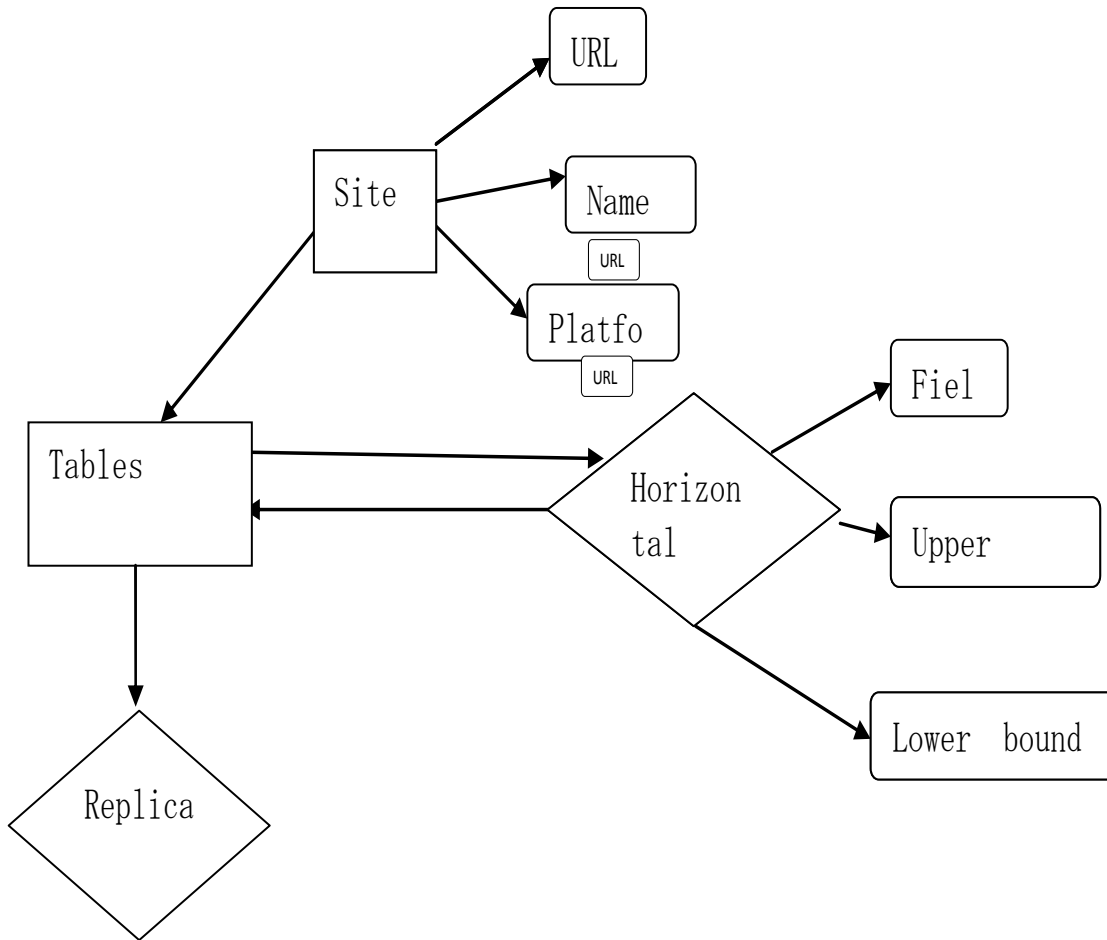 URL
Site
Name
URL
Platfo
URL
Fiel
Tables
Horizon
tal
Upper
Lower bound
Replica